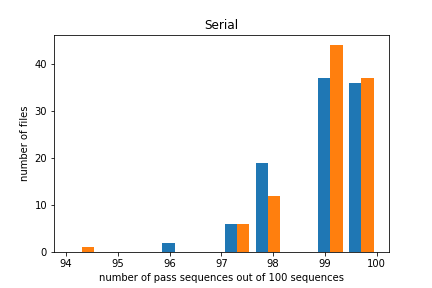 Serial
40
30
20
10
0
number of files
94 95 96 97 98 99 100
number of pass sequences out of 100 sequences